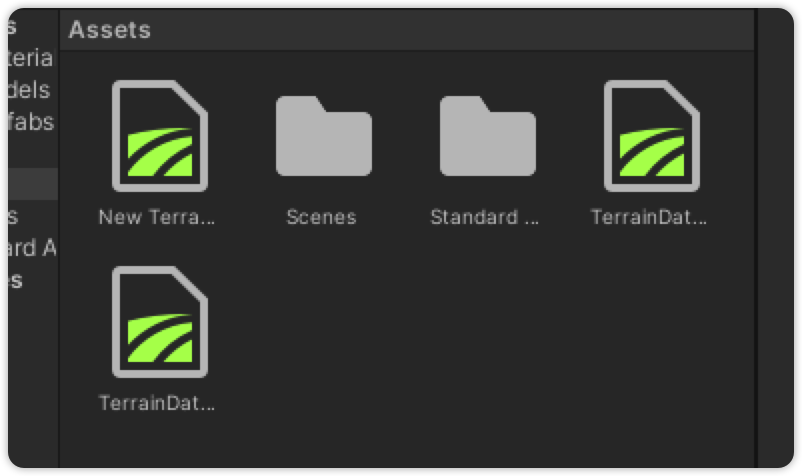 s
Assets
teria
dels
fabs
New Terra...
Scenes
Standard ...
TerrainDat...
s
ard A
es
TerrainDat...